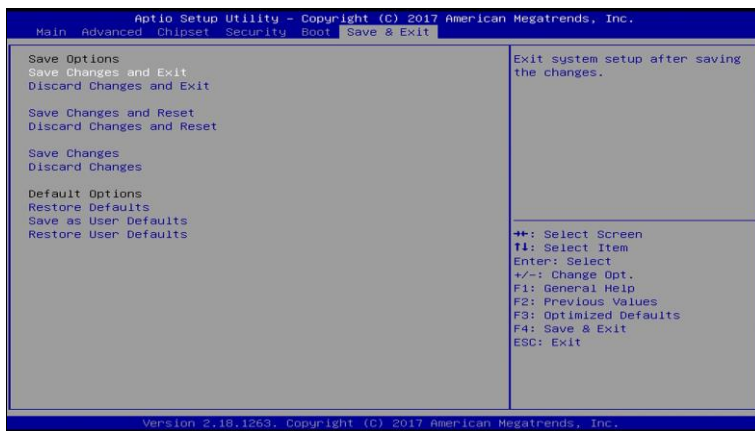 Aptio Setup Utility – Copyright (C) 2017 American Megatrends, Inc.
Main Advanced Chipset Security Boot Save & Exit
Save Options
Save Changes and Exit
Discard Changes and Exit
Save Changes and Reset
Discard Changes and Reset
Save Changes
Discard Changes
Default Options
Restore Defaults
Save as User Defaults
Restore User Defaults
Exit system setup after saving
the changes.
→←: Select Screen
↑↓: Select Item
Enter: Select
+/-: Change Opt.
F1: General Help
F2: Previous Values
F3: Optimized Defaults
F4: Save & Exit
ESC: Exit
Version 2.18.1263. Copyright (C) 2017 American Megatrends, Inc.